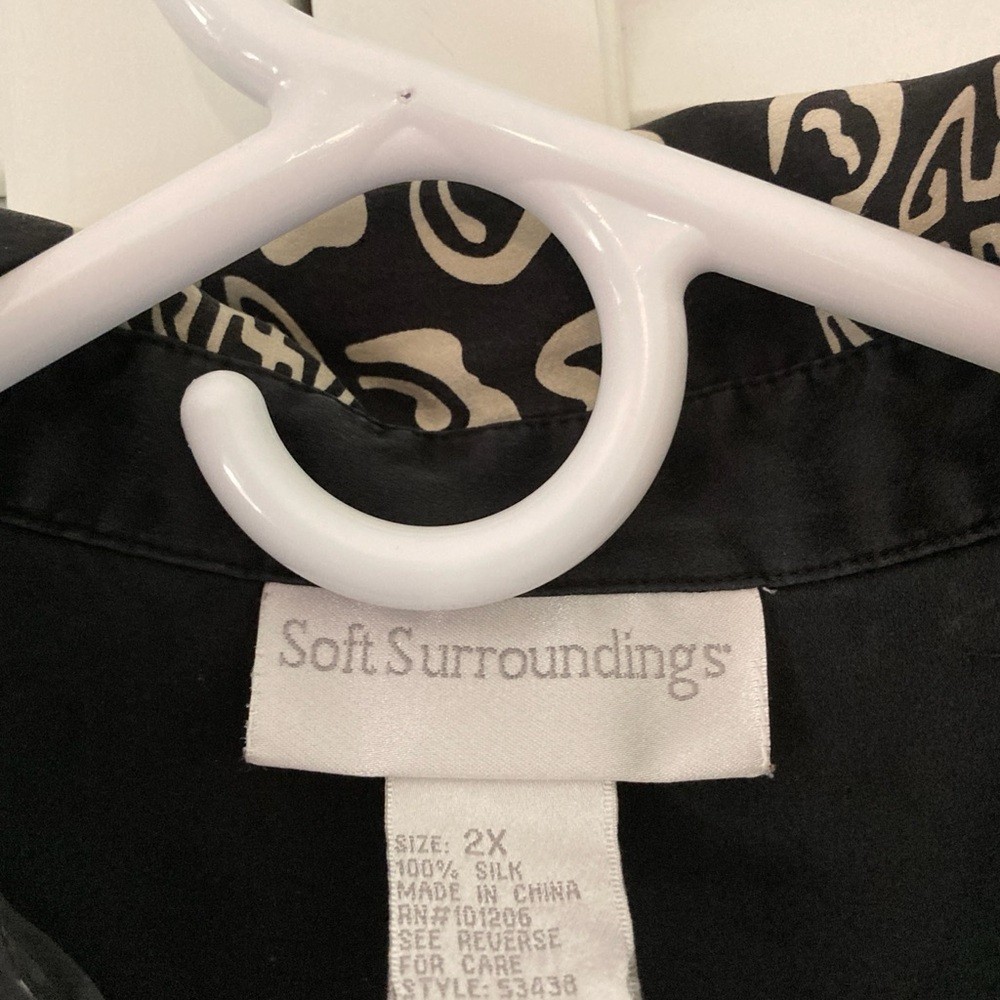 Soft Surroundings
SIZE: 2X
100% SILK
MADE IN CHINA
RN#101206
SEE REVERSE
FOR CARE
STYLE: 53438